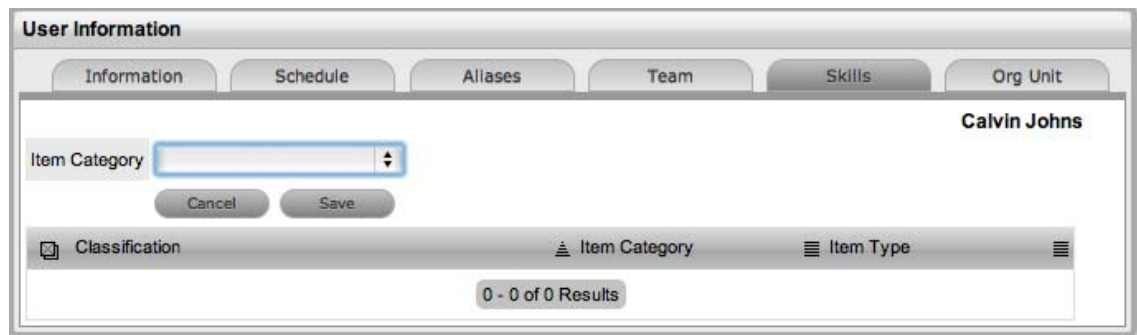 User Information
Information Schedule Aliases Team Skills Org Unit
Calvin Johns
Item Category
Cancel Save
Classification Item Category Item Type
0 - 0 of 0 Results